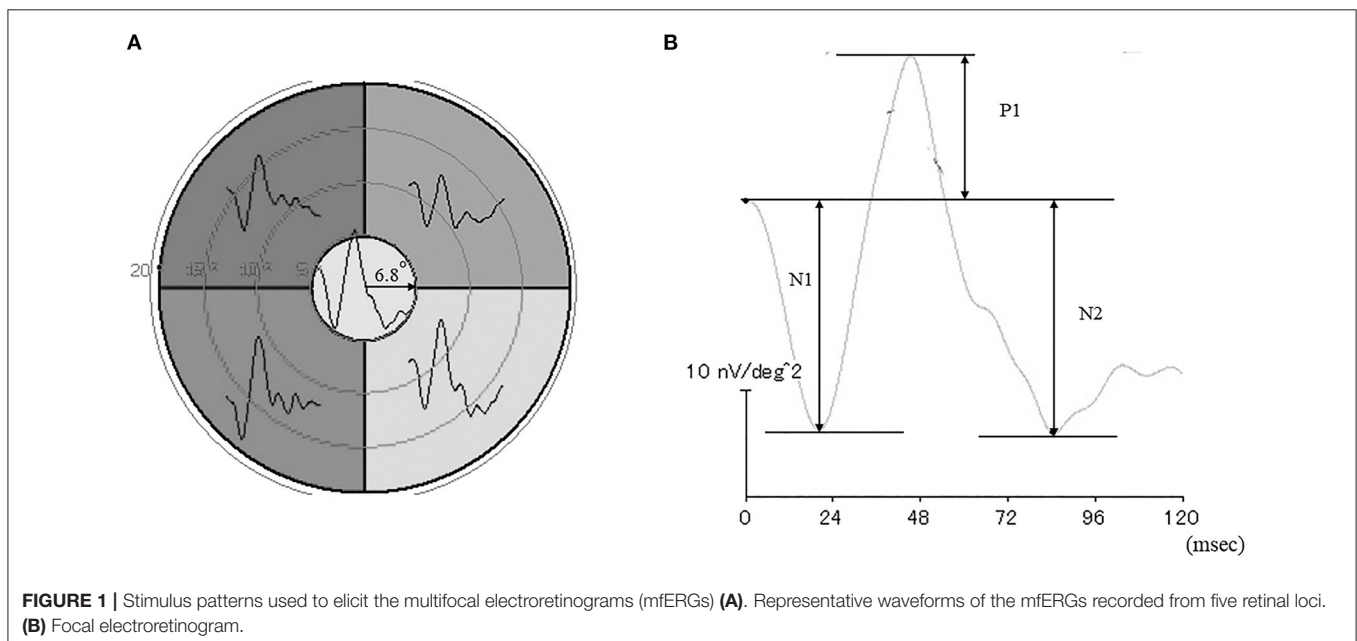 A
B
P1
6.8°
20
N1
N2
10 nV/deg^2
0 24 48 72 96 120
(msec)
FIGURE 1 | Stimulus patterns used to elicit the multifocal electroretinograms (mfERGs) (A). Representative waveforms of the mfERGs recorded from five retinal loci.
(B) Focal electroretinogram.